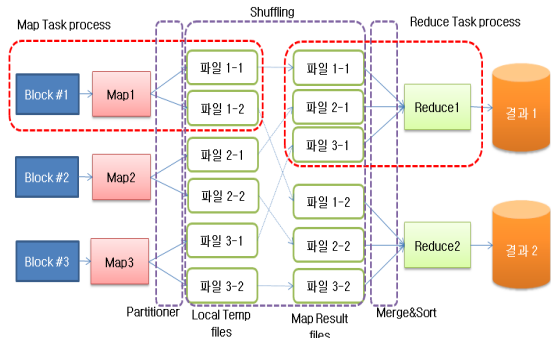 Shuffling
Map Task process
Reduce Task process
Block #1
Map1
파일 1-1
파일 1-2
파일 1-1
파일 2-1
파일 3-1
Reduce1
결과 1
Block #2
Map2
파일 2-1
파일 2-2
Block #3
Map3
파일 3-1
파일 3-2
파일 1-2
파일 2-2
파일 3-2
Reduce2
결과 2
Partitioner
Local Temp
files
Map Result
files
Merge&Sort